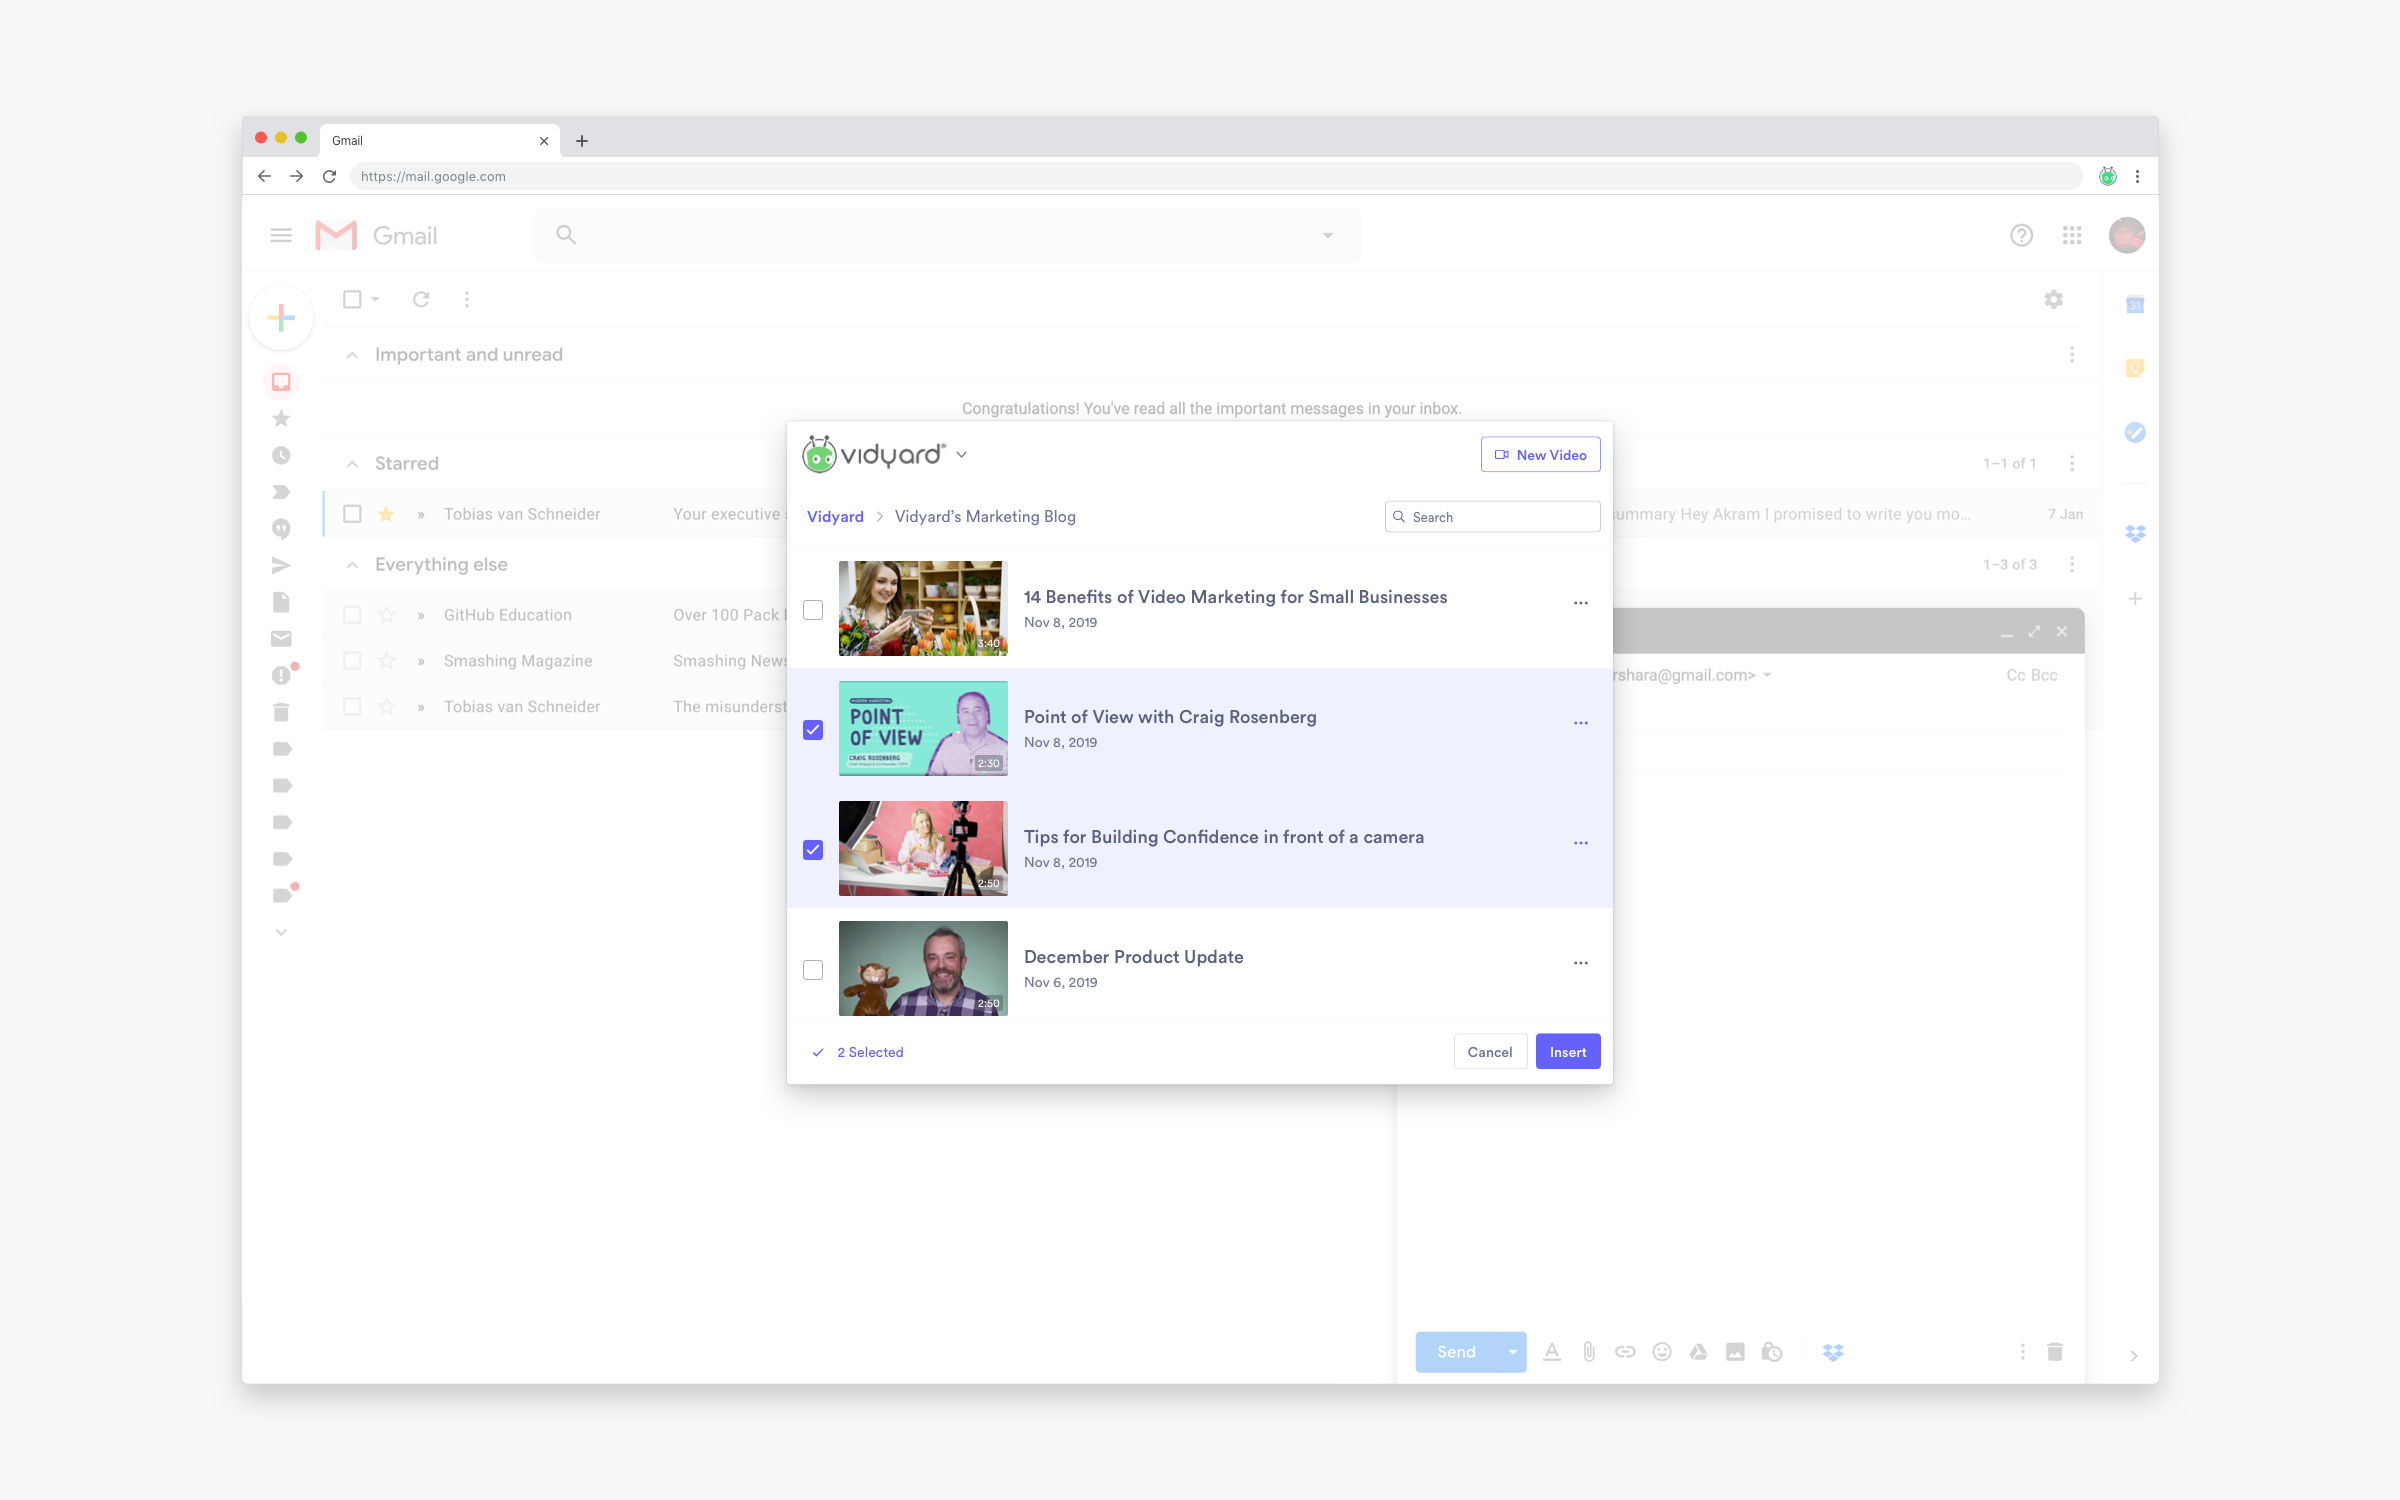 Gmail
https://mail.google.com
Gmail
Important and unread
Congratulations! You've read all the important messages in your inbox.
Starred
1–1 of 1
Tobias van Schneider
Your executive
summary Hey Akram I promised to write you mo...
7 Jan
Everything else
1–3 of 3
GitHub Education
Over 100 Pack
Smashing Magazine
Smashing News
Tobias van Schneider
The misunderst
31
rshara@gmail.com>
Cc Bcc
Send
vidyard
New Video
Vidyard > Vidyard's Marketing Blog
Search
14 Benefits of Video Marketing for Small Businesses
Nov 8, 2019
3:40
MODERN MARKETING
POINT
OF VIEW
CRAIG ROSENBERG
2:30
Point of View with Craig Rosenberg
Nov 8, 2019
Tips for Building Confidence in front of a camera
Nov 8, 2019
2:50
December Product Update
Nov 6, 2019
2:50
2 Selected
Cancel
Insert